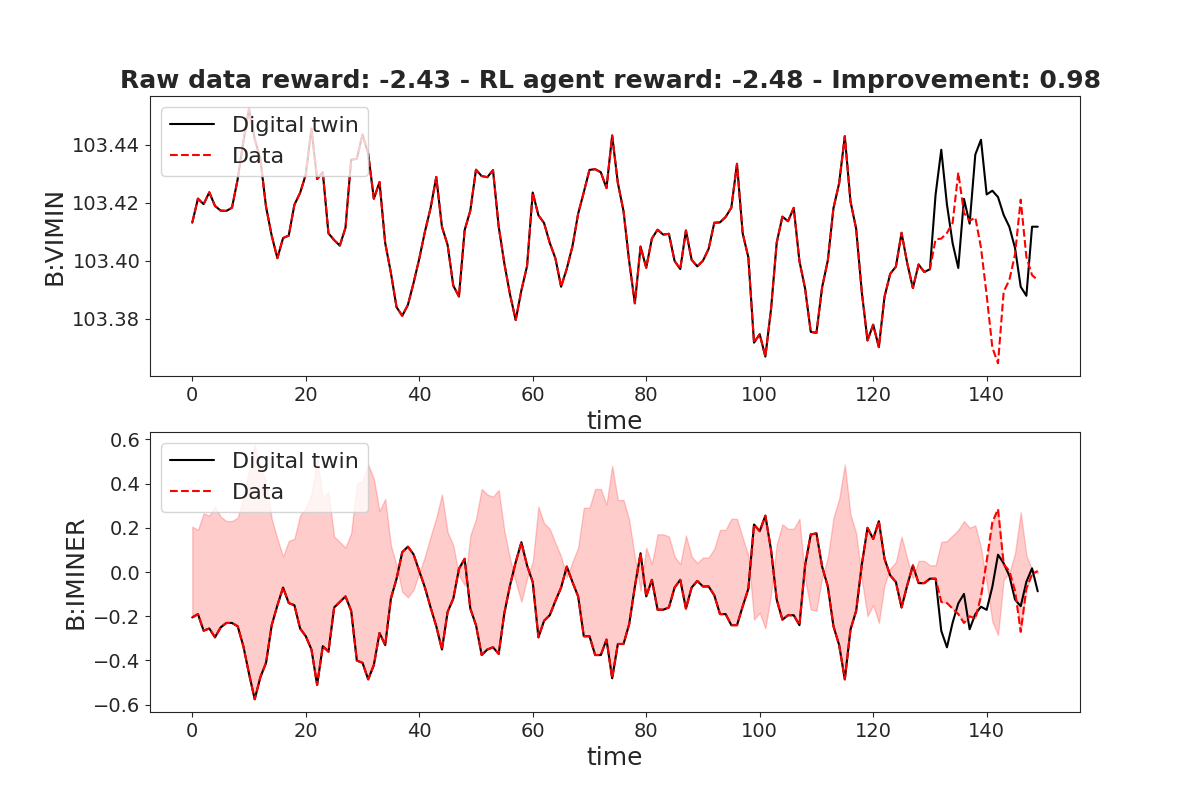 Raw data reward: -2.43 - RL agent reward: -2.48 - Improvement: 0.98
Digital twin
Data
B:VIMIN
103.44
103.42
103.40
103.38
0 20 40 60 80 100 120 140
time
Digital twin
Data
B:IMINER
0.6
0.4
0.2
0.0
−0.2
−0.4
−0.6
0 20 40 60 80 100 120 140
time